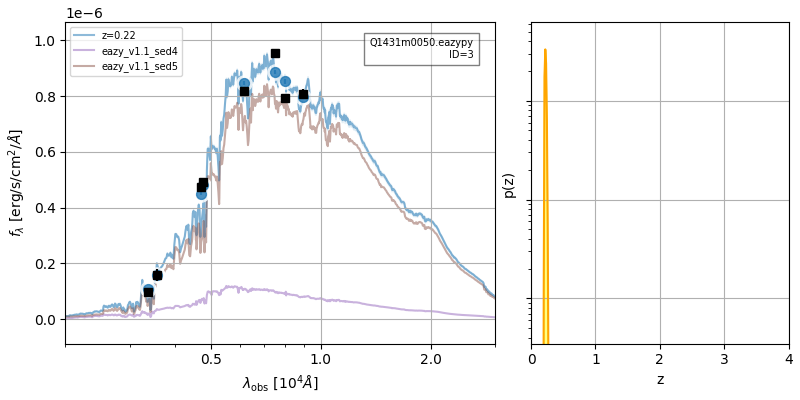 1e−6
z=0.22
eazy_v1.1_sed4
eazy_v1.1_sed5
Q1431m0050.eazypy
ID=3
fλ [erg/s/cm²/Å]
1.0
0.8
0.6
0.4
0.2
0.0
0.5
1.0
2.0
λobs [10⁴Å]
p(z)
0
1
2
3
4
z